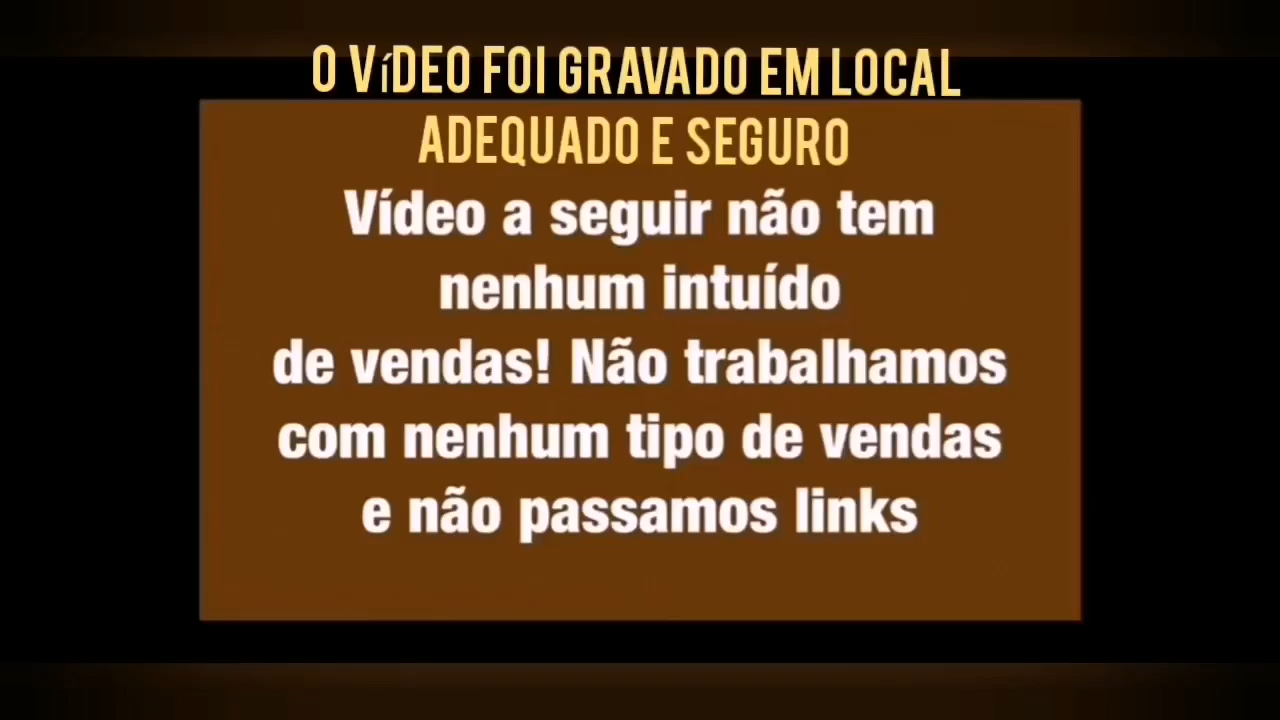 O VíDEO FOI GRAVADO EM LOCAL
ADEQUADO E SEGURO
Vídeo a seguir não tem
nenhum intuído
de vendas! Não trabalhamos
com nenhum tipo de vendas
e não passamos links